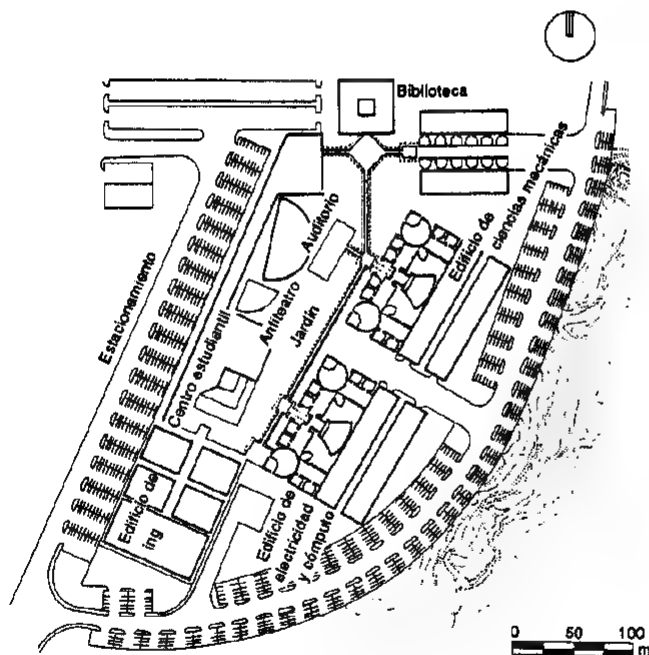 Biblioteca
Edificio de
ciencias mecánicas
Auditorio
Anfiteatro
Jardín
Estacionamiento
Centro estudiantil
Edificio de
ing
Edificio de
electricidad
y cómputo
0 50 100
m